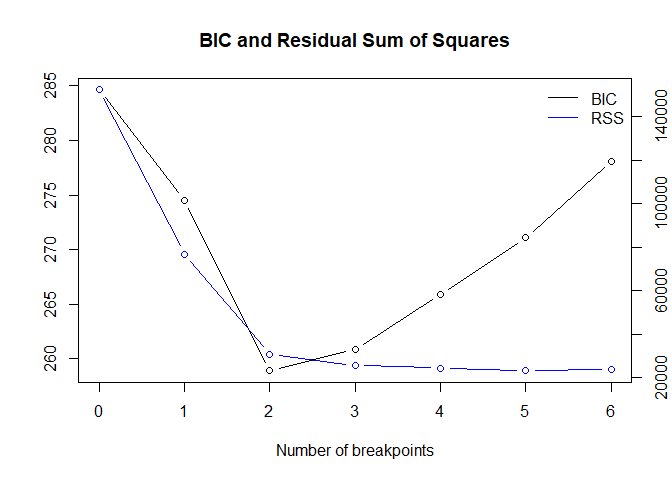 BIC and Residual Sum of Squares
285
280
275
270
265
260
140000
100000
60000
20000
BIC
RSS
0 1 2 3 4 5 6
Number of breakpoints